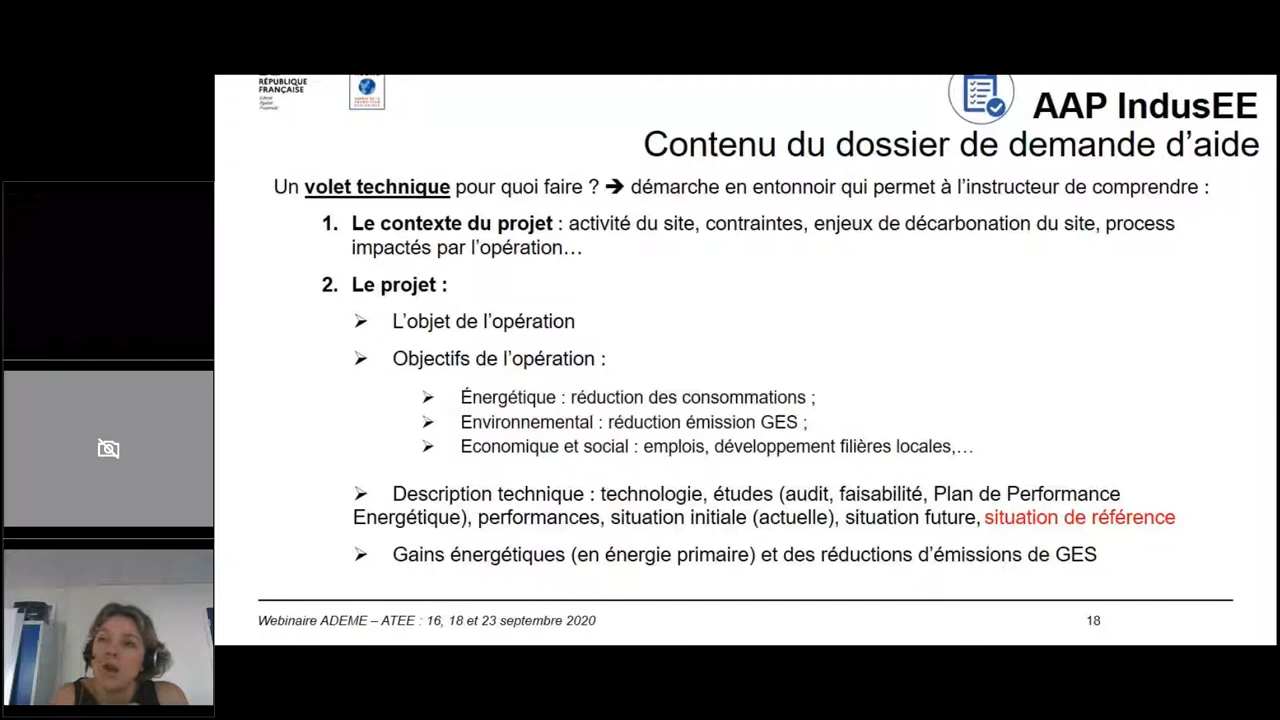 RÉPUBLIQUE
FRANÇAISE
Liberté
Égalité
Fraternité
AAP IndusEE
Contenu du dossier de demande d’aide
Un volet technique pour quoi faire ? ➔ démarche en entonnoir qui permet à l’instructeur de comprendre :
1. Le contexte du projet : activité du site, contraintes, enjeux de décarbonation du site, process
impactés par l’opération…
2. Le projet :
➢ L’objet de l’opération
➢ Objectifs de l’opération :
➢ Énergétique : réduction des consommations ;
➢ Environnemental : réduction émission GES ;
➢ Economique et social : emplois, développement filières locales,…
➢ Description technique : technologie, études (audit, faisabilité, Plan de Performance
Energétique), performances, situation initiale (actuelle), situation future, situation de référence
➢ Gains énergétiques (en énergie primaire) et des réductions d’émissions de GES
Webinaire ADEME – ATEE : 16, 18 et 23 septembre 2020
18